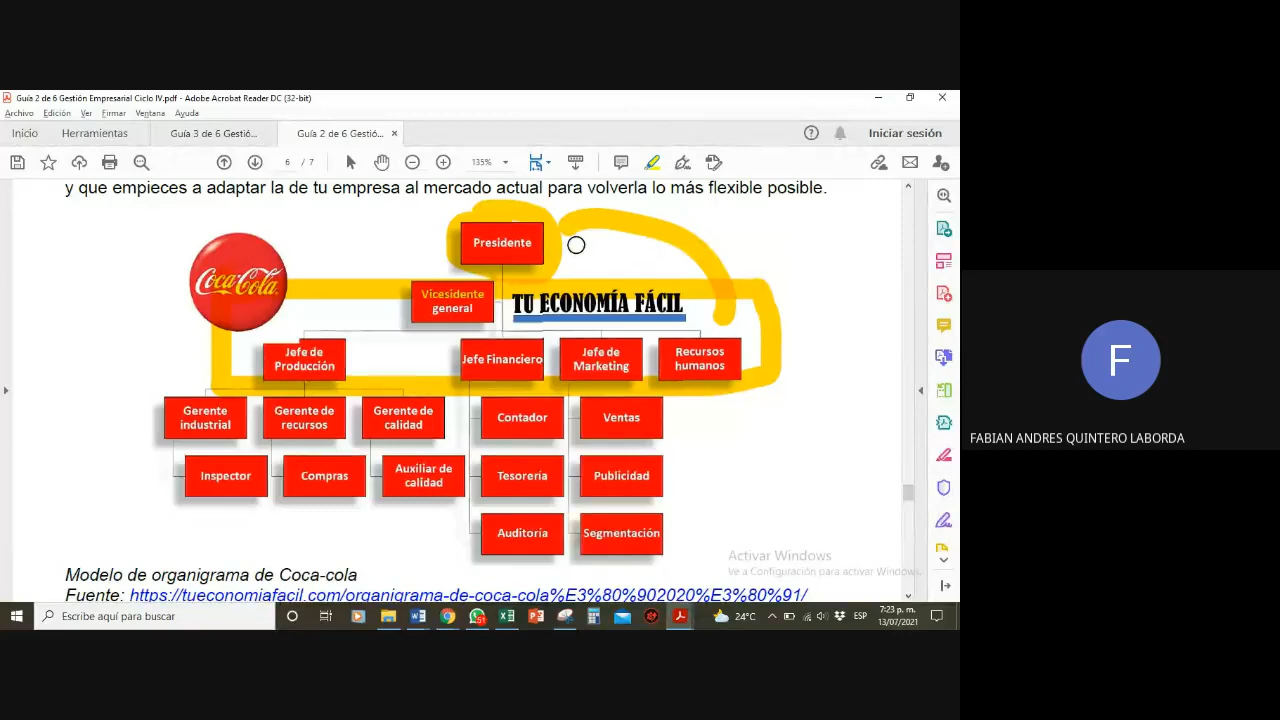 Guía 2 de 6 Gestión Empresarial Ciclo IV.pdf - Adobe Acrobat Reader DC (32-bit)
Archivo Edición Ver Firmar Ventana Ayuda
Inicio Herramientas Guía 3 de 6 Gestió... Guía 2 de 6 Gestió... × Iniciar sesión
6 / 7 135%
y que empieces a adaptar la de tu empresa al mercado actual para volverla lo más flexible posible.
Presidente
Coca-Cola
Vicesidente
general
TU ECONOMÍA FÁCIL
Jefe de
Producción
Jefe Financiero
Jefe de
Marketing
Recursos
humanos
Gerente
industrial
Gerente de
recursos
Gerente de
calidad
Contador
Ventas
Inspector
Compras
Auxiliar de
calidad
Tesorería
Publicidad
Auditoría
Segmentación
Activar Windows
Ve a Configuración para activar Windows.
Modelo de organigrama de Coca-cola
Fuente: https://tueconomiafacil.com/organigrama-de-coca-cola%E3%80%902020%E3%80%91/
Escribe aquí para buscar
51
24°C
ESP
7:23 p. m.
13/07/2021
F
FABIAN ANDRES QUINTERO LABORDA